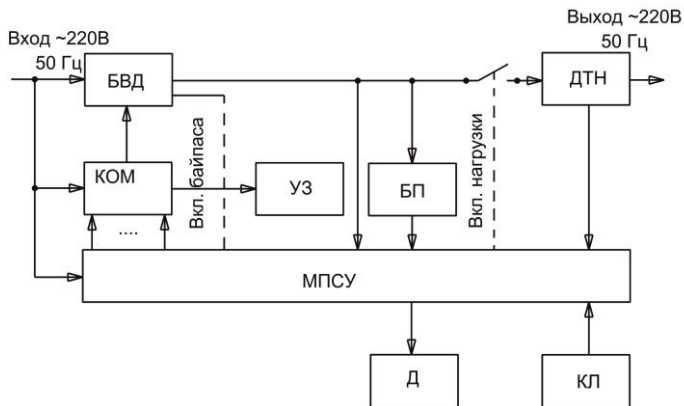 Вход ~220В
50 Гц
Выход ~220В
50 Гц
БВД
ДТН
КОМ
Вкл. байпаса
УЗ
БП
Вкл. нагрузки
....
МПСУ
Д
КЛ